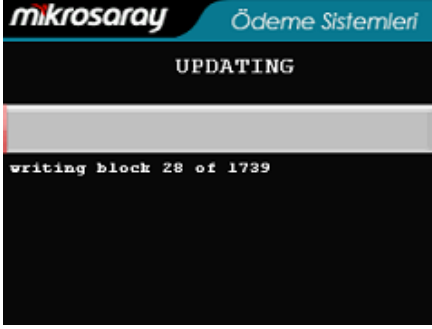 mikrosaray
Ödeme Sistemleri
UPDATING
writing block 28 of 1739